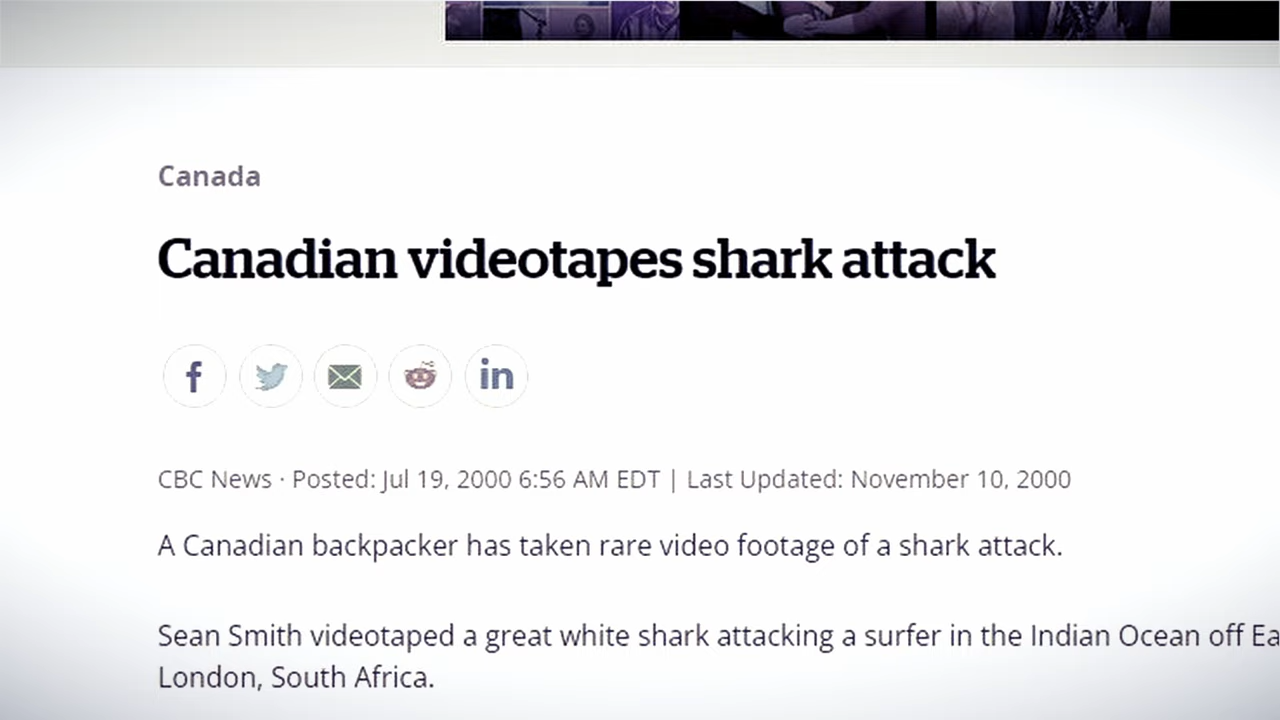 Canada
Canadian videotapes shark attack
CBC News · Posted: Jul 19, 2000 6:56 AM EDT | Last Updated: November 10, 2000
A Canadian backpacker has taken rare video footage of a shark attack.
Sean Smith videotaped a great white shark attacking a surfer in the Indian Ocean off Ea
London, South Africa.